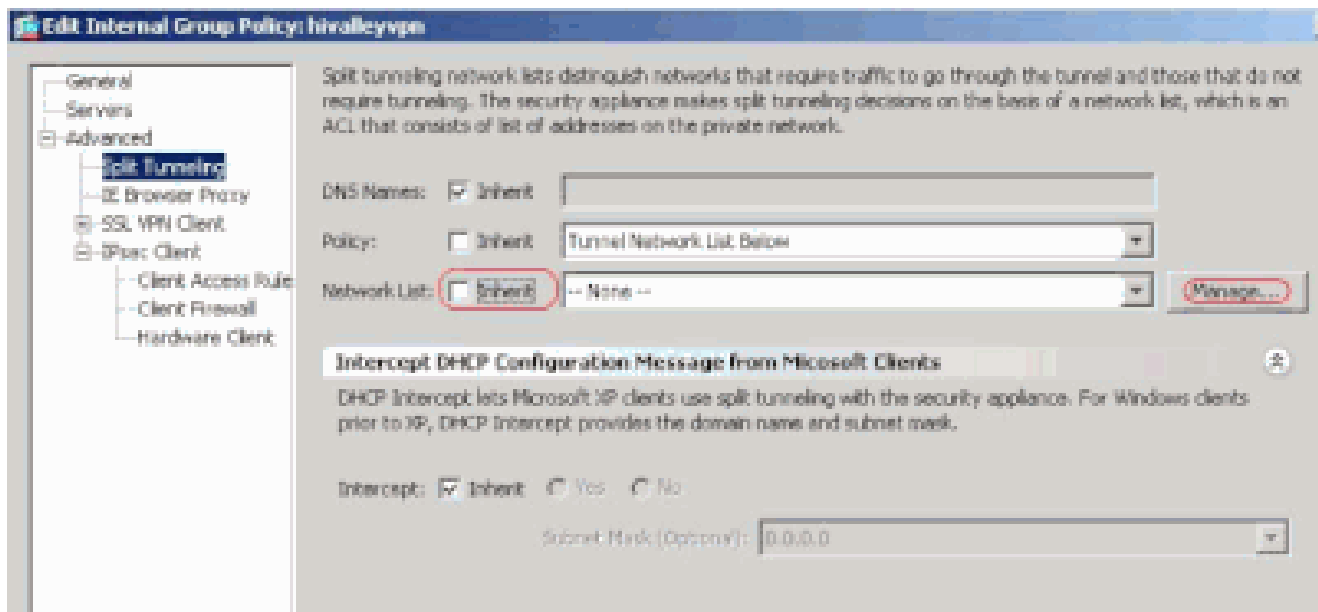 Edit Internal Group Policy: hivalleyvpn
General
Servers
Advanced
Split Tunneling
IE Browser Proxy
SSL VPN Client
IPsec Client
Client Access Rule
Client Firewall
Hardware Client
Split tunneling network lists distinguish networks that require traffic to go through the tunnel and those that do not
require tunneling. The security appliance makes split tunneling decisions on the basis of a network list, which is an
ACL that consists of list of addresses on the private network.
DNS Names: Inherit
Policy: Inherit Tunnel Network List Below
Network List: Inherit -- None -- Manage...
Intercept DHCP Configuration Message from Micosoft Clients
DHCP Intercept lets Microsoft XP clients use split tunneling with the security appliance. For Windows clients
prior to XP, DHCP Intercept provides the domain name and subnet mask.
Intercept: Inherit Yes No
Subnet Mask (Optional): 0.0.0.0